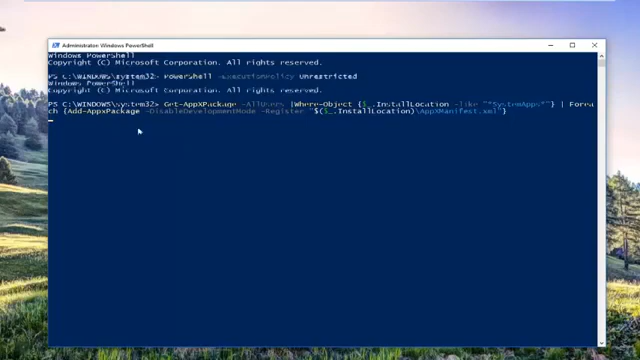 Administrator: Windows PowerShell
Windows PowerShell
Copyright (C) Microsoft Corporation. All rights reserved.
PS C:\WINDOWS\system32> PowerShell -ExecutionPolicy Unrestricted
Windows PowerShell
Copyright (C) Microsoft Corporation. All rights reserved.
PS C:\WINDOWS\system32> Get-AppXPackage -AllUsers |Where-Object {$_.InstallLocation -like "*SystemApps*"} | Forea
ch {Add-AppxPackage -DisableDevelopmentMode -Register "$($_.InstallLocation)\AppXManifest.xml"}